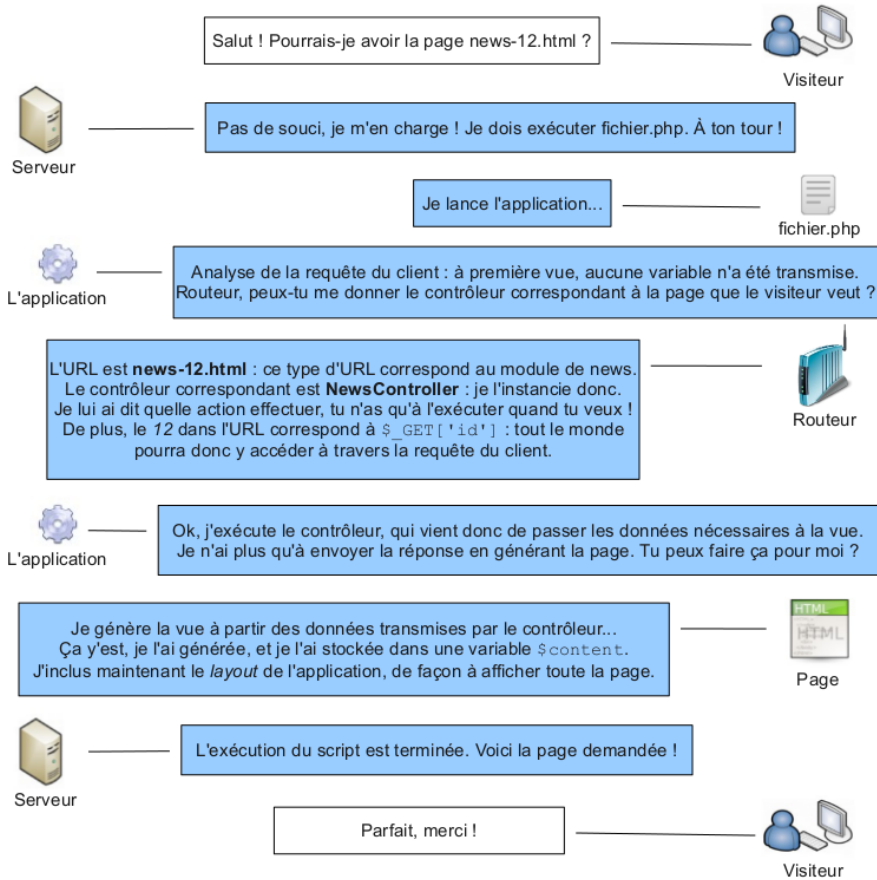 Salut ! Pourrais-je avoir la page news-12.html ?
Visiteur
Pas de souci, je m'en charge ! Je dois exécuter fichier.php. À ton tour !
Serveur
Je lance l'application...
fichier.php
Analyse de la requête du client : à première vue, aucune variable n'a été transmise.
Routeur, peux-tu me donner le contrôleur correspondant à la page que le visiteur veut ?
L'application
L'URL est news-12.html : ce type d'URL correspond au module de news.
Le contrôleur correspondant est NewsController : je l'instancie donc.
Je lui ai dit quelle action effectuer, tu n'as qu'à l'exécuter quand tu veux !
De plus, le 12 dans l'URL correspond à $_GET['id'] : tout le monde
pourra donc y accéder à travers la requête du client.
Routeur
Ok, j'exécute le contrôleur, qui vient donc de passer les données nécessaires à la vue.
Je n'ai plus qu'à envoyer la réponse en générant la page. Tu peux faire ça pour moi ?
L'application
Je génère la vue à partir des données transmises par le contrôleur...
Ça y'est, je l'ai générée, et je l'ai stockée dans une variable $content.
J'inclus maintenant le layout de l'application, de façon à afficher toute la page.
HTML
HTML
Page
L'exécution du script est terminée. Voici la page demandée !
Serveur
Parfait, merci !
Visiteur